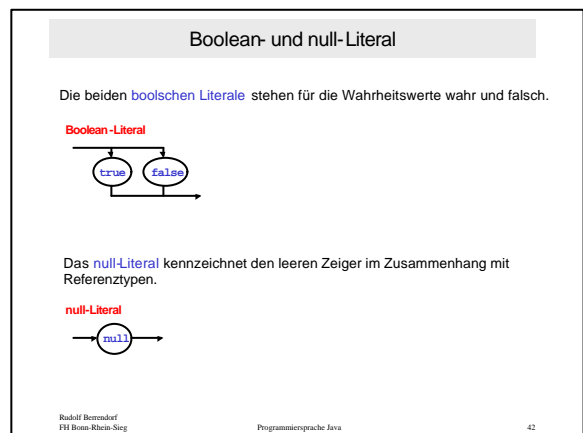 Boolean- und null-Literal
Die beiden boolschen Literale stehen für die Wahrheitswerte wahr und falsch.
Boolean-Literal
true false
Das null-Literal kennzeichnet den leeren Zeiger im Zusammenhang mit
Referenztypen.
null-Literal
null
Rudolf Berrendorf
FH Bonn-Rhein-Sieg Programmiersprache Java 42